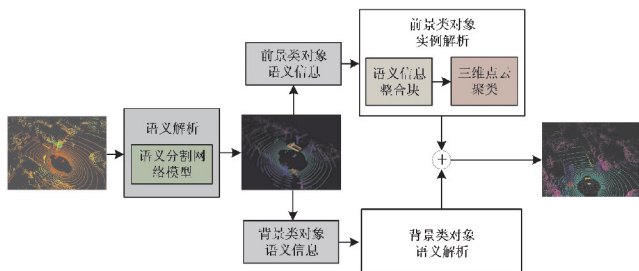 前景类对象
语义信息
前景类对象
实例解析
语义信息
整合块
三维点云
聚类
语义解析
语义分割网
络模型
背景类对象
语义信息
背景类对象
语义解析